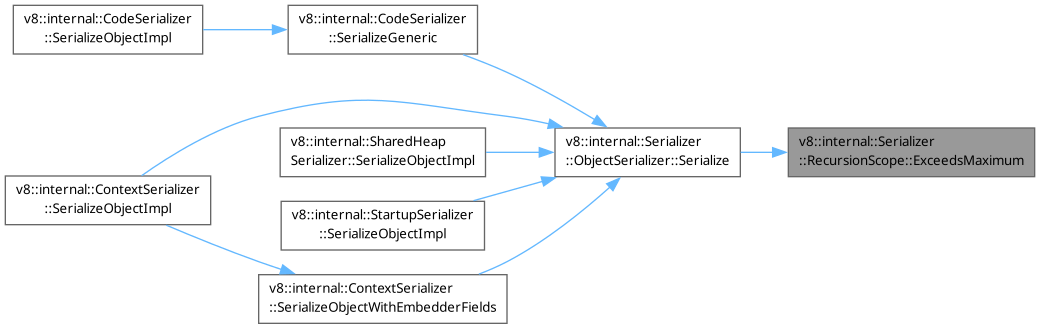 v8::internal::CodeSerializer
::SerializeObjectImpl
v8::internal::CodeSerializer
::SerializeGeneric
v8::internal::SharedHeap
Serializer::SerializeObjectImpl
v8::internal::Serializer
::ObjectSerializer::Serialize
v8::internal::Serializer
::RecursionScope::ExceedsMaximum
v8::internal::ContextSerializer
::SerializeObjectImpl
v8::internal::StartupSerializer
::SerializeObjectImpl
v8::internal::ContextSerializer
::SerializeObjectWithEmbedderFields